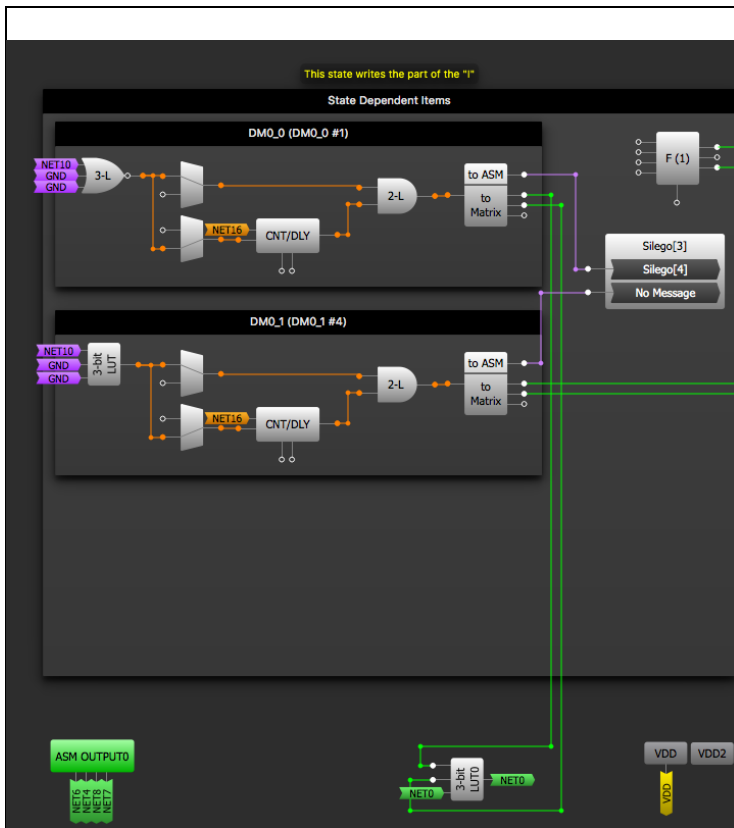 This state writes the part of the "I"
State Dependent Items
DM0_0 (DM0_0 #1)
NET10
GND
GND
3-L
NET16
CNT/DLY
2-L
to ASM
to
Matrix
F (1)
Silego[3]
Silego[4]
No Message
DM0_1 (DM0_1 #4)
NET10
GND
GND
3-bit
LUT
NET16
CNT/DLY
2-L
to ASM
to
Matrix
ASM OUTPUT0
NET6
NET4
NET8
NET7
NET0
3-bit
LUT0
NET0
VDD
VDD2
VDD